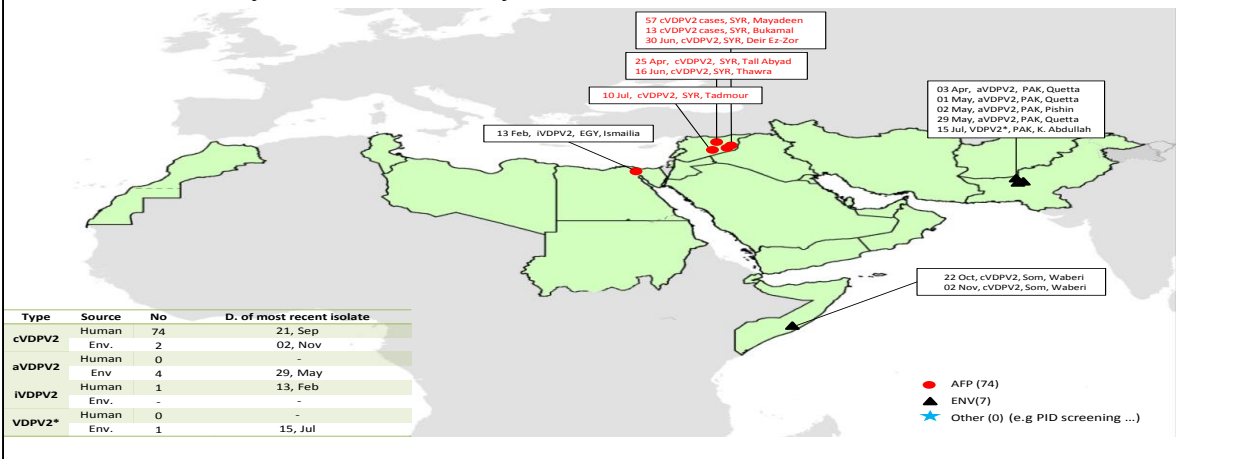 57 cVDPV2 cases, SYR, Mayadeen
13 cVDPV2 cases, SYR, Bukamal
30 Jun, cVDPV2, SYR, Deir Ez-Zor
25 Apr, cVDPV2, SYR, Tall Abyad
16 Jun, cVDPV2, SYR, Thawra
10 Jul, cVDPV2, SYR, Tadmour
13 Feb, iVDPV2, EGY, Ismailia
03 Apr, aVDPV2, PAK, Quetta
01 May, aVDPV2, PAK, Quetta
02 May, aVDPV2, PAK, Pishin
29 May, aVDPV2, PAK, Quetta
15 Jul, VDPV2*, PAK, K. Abdullah
22 Oct, cVDPV2, Som, Waberi
02 Nov, cVDPV2, Som, Waberi
Type Source No D. of most recent isolate
cVDPV2 Human 74 21, Sep
Env. 2 02, Nov
aVDPV2 Human 0 -
Env 4 29, May
iVDPV2 Human 1 13, Feb
Env. - -
VDPV2* Human 0 -
Env. 1 15, Jul
AFP (74)
ENV(7)
Other (0) (e.g PID screening ...)